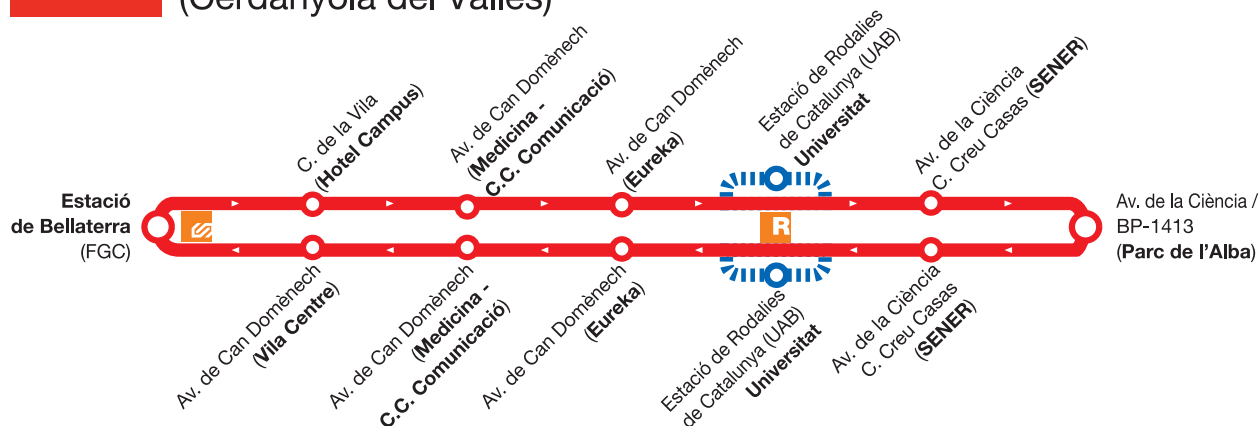 (Cerdanyola del Vallès)
C. de la Vila
(Hotel Campus)
Av. de Can Domènech
(Medicina -
C.C. Comunicació)
Av. de Can Domènech
(Eureka)
Estació de Rodalies
de Catalunya (UAB)
Universitat
Av. de la Ciència
C. Creu Casas (SENER)
Estació
de Bellaterra
(FGC)
R
Av. de la Ciència /
BP-1413
(Parc de l'Alba)
Av. de Can Domènech
(Vila Centre)
Av. de Can Domènech
(Medicina -
C.C. Comunicació)
Av. de Can Domènech
(Eureka)
Estació de Rodalies
de Catalunya (UAB)
Universitat
Av. de la Ciència
C. Creu Casas
(SENER)